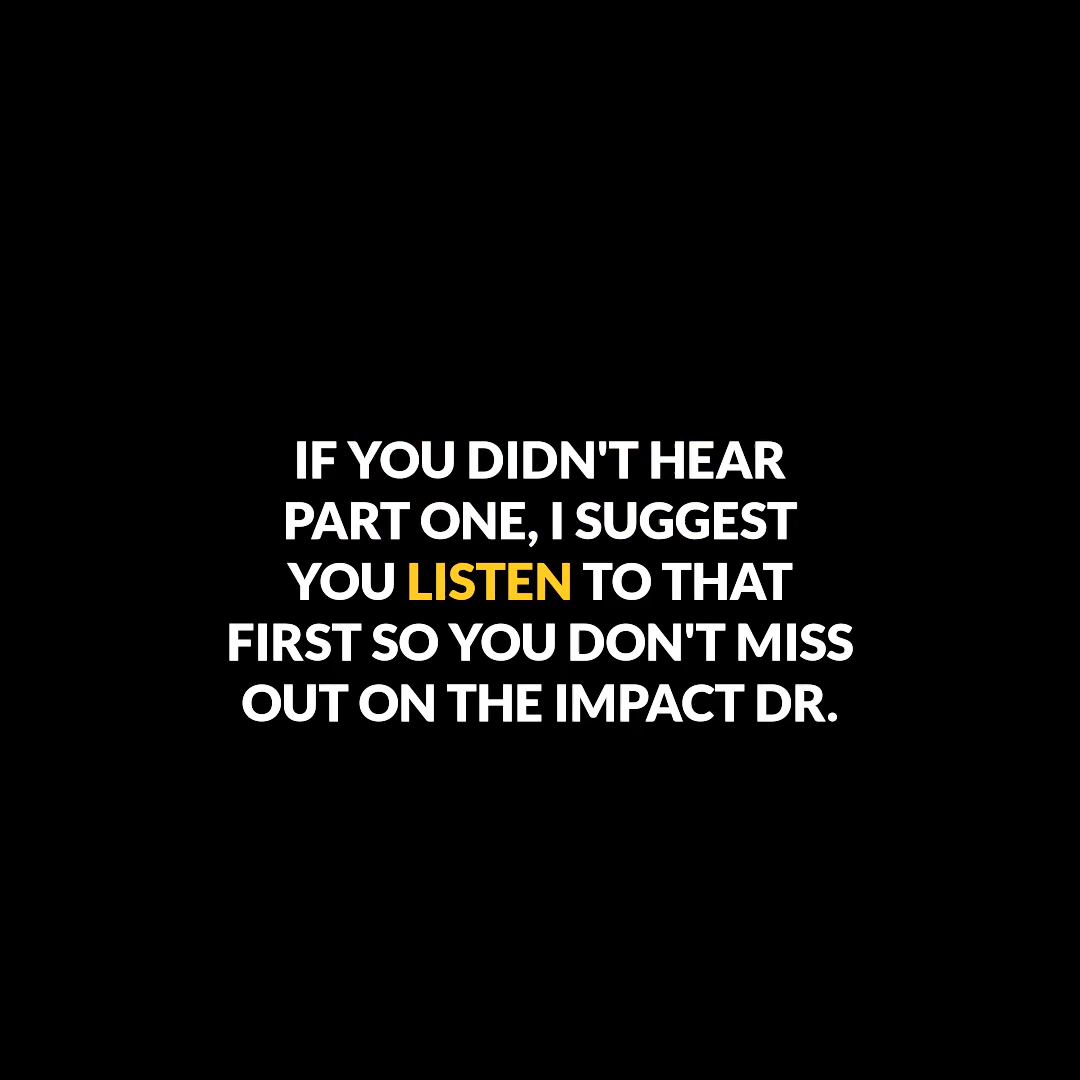 IF YOU DIDN'T HEAR
PART ONE, I SUGGEST
YOU LISTEN TO THAT
FIRST SO YOU DON'T MISS
OUT ON THE IMPACT DR.